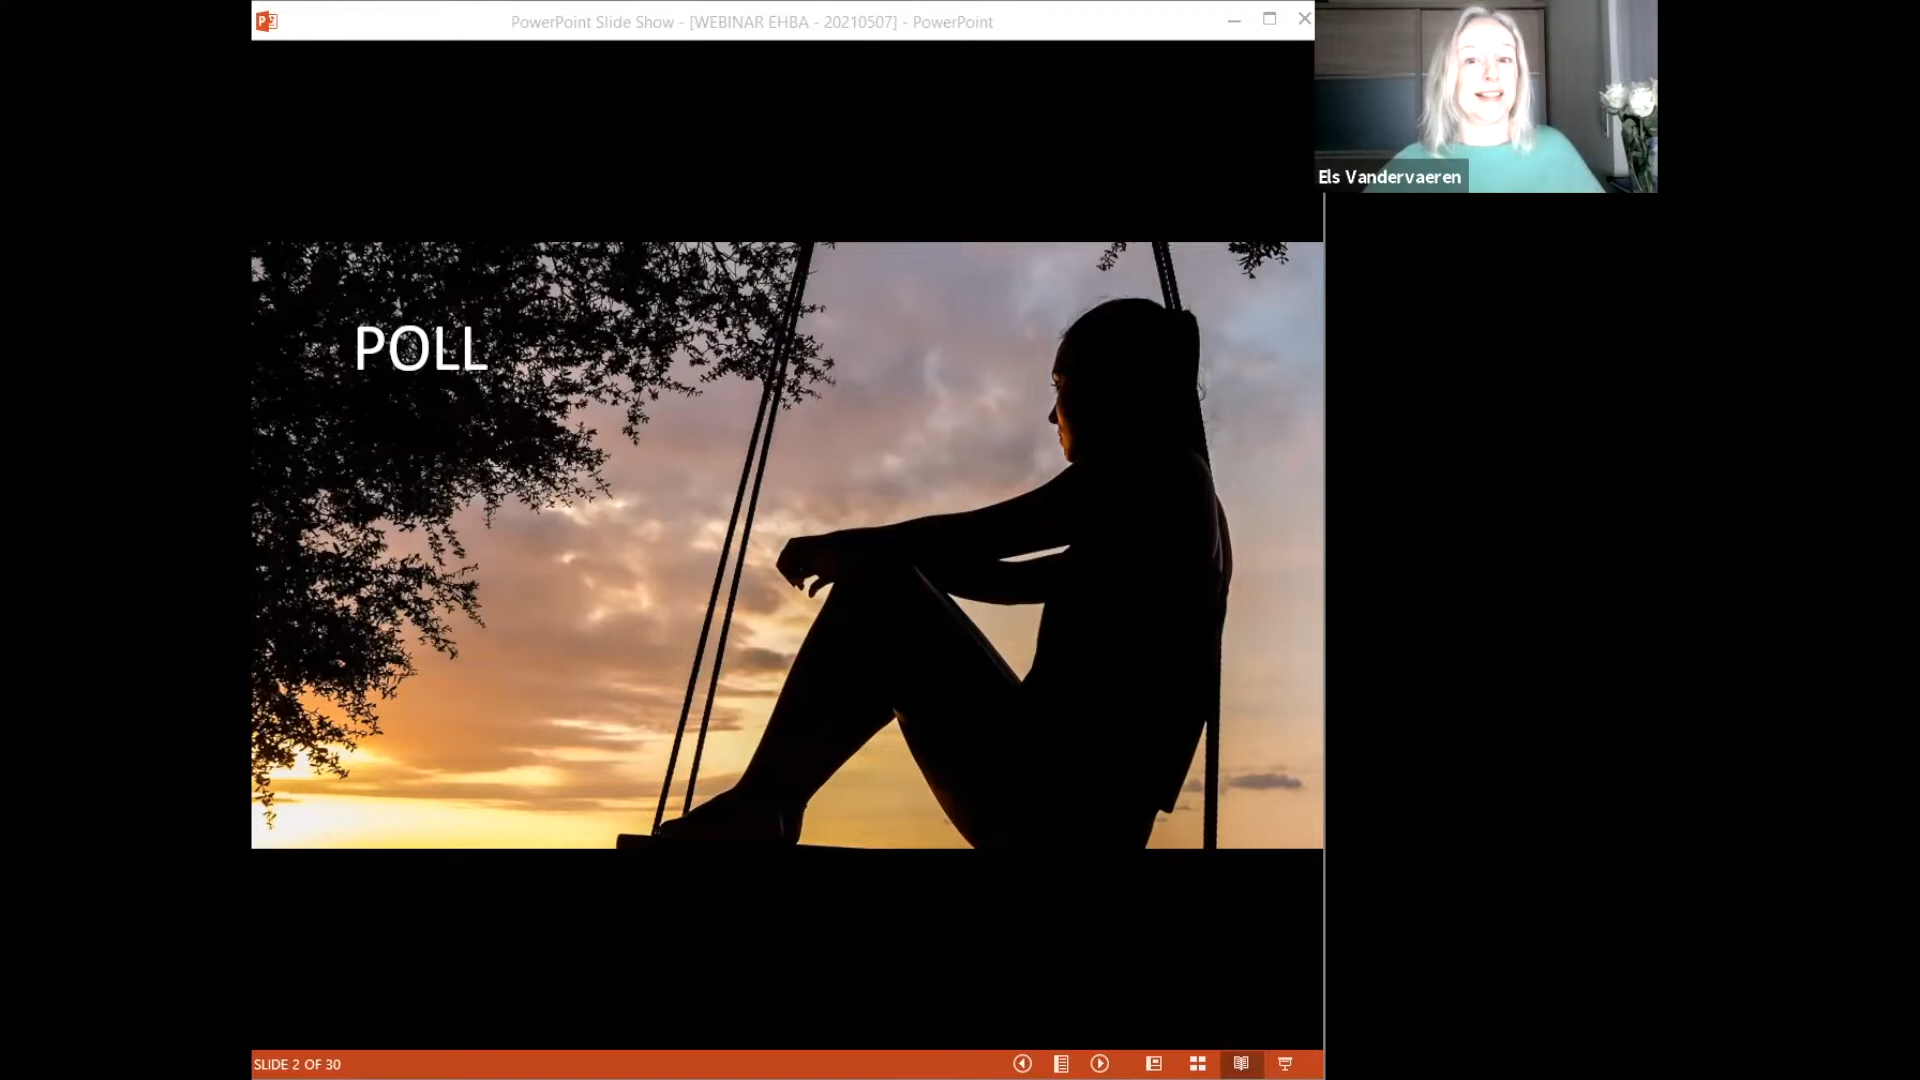 PowerPoint Slide Show - [WEBINAR EHBA - 20210507] - PowerPoint
Els Vandervaeren
POLL
SLIDE 2 OF 30